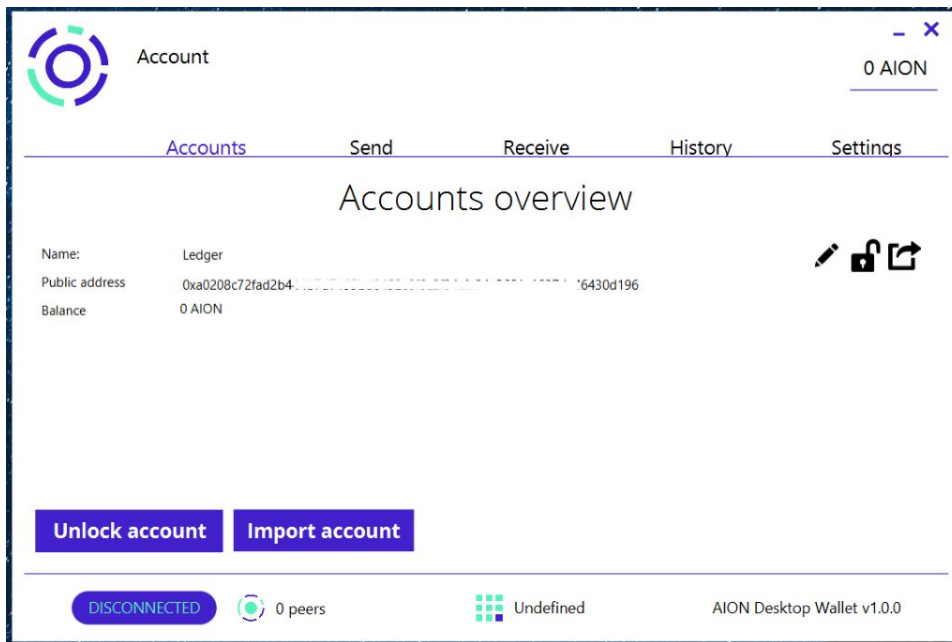 Account
0 AION
Accounts Send Receive History Settings
Accounts overview
Name: Ledger
Public address 0xa0208c72fad2b4 6430d196
Balance 0 AION
Unlock account Import account
DISCONNECTED 0 peers Undefined AION Desktop Wallet v1.0.0